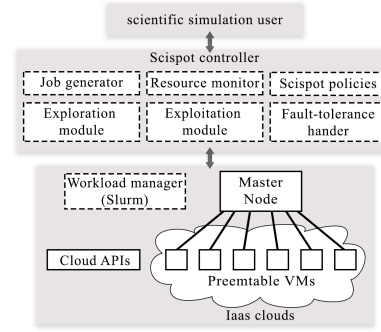 scientific simulation user
Scispot controller
Job generator
Resource monitor
Scispot policies
Exploration
module
Exploitation
module
Fault-tolerance
hander
Workload manager
(Slurm)
Master
Node
Cloud APIs
Preemtable VMs
Iaas clouds